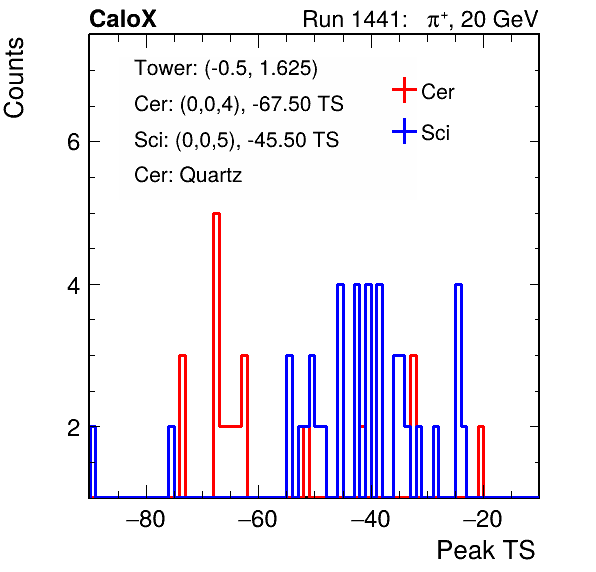 CaloX Run 1441: π⁺, 20 GeV
Counts
Tower: (-0.5, 1.625)
Cer: (0,0,4), -67.50 TS
Sci: (0,0,5), -45.50 TS
Cer: Quartz
Cer
Sci
6
4
2
−80 −60 −40 −20
Peak TS